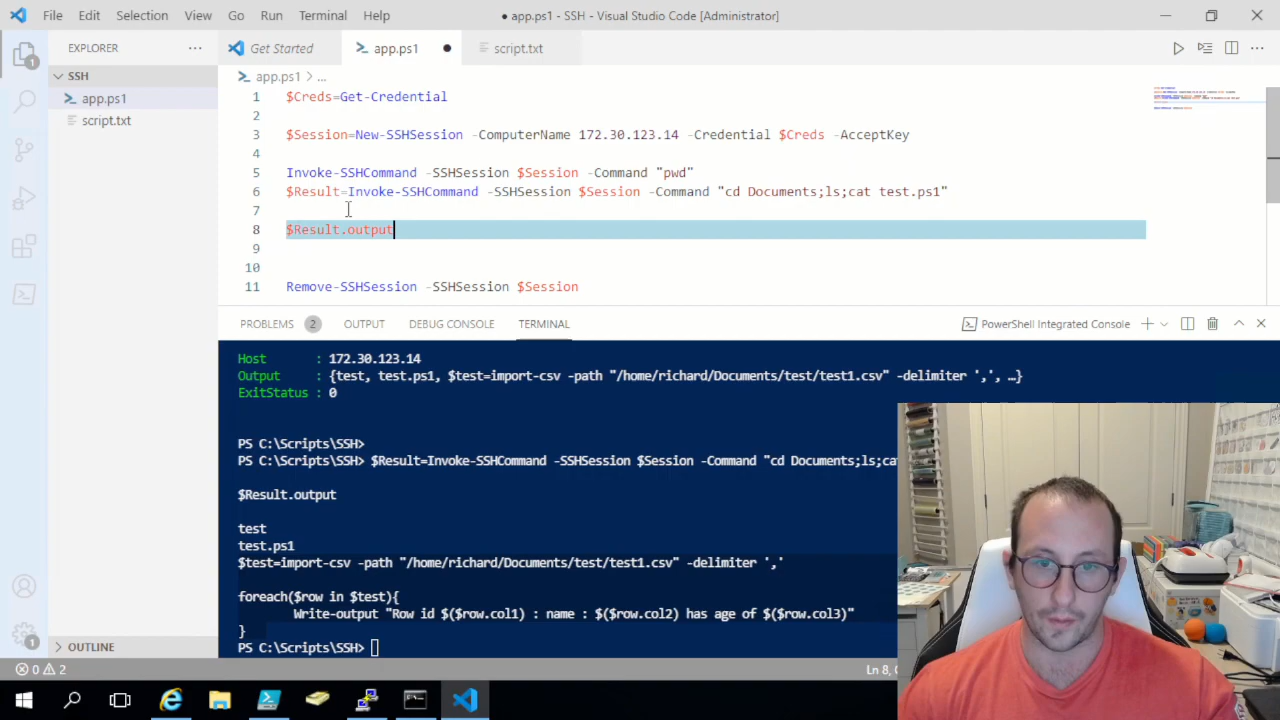 File Edit Selection View Go Run Terminal Help
● app.ps1 - SSH - Visual Studio Code [Administrator]
EXPLORER
Get Started
app.ps1
script.txt
SSH
app.ps1
script.txt
app.ps1 > ...
1 $Creds=Get-Credential
2
3 $Session=New-SSHSession -ComputerName 172.30.123.14 -Credential $Creds -AcceptKey
4
5 Invoke-SSHCommand -SSHSession $Session -Command "pwd"
6 $Result=Invoke-SSHCommand -SSHSession $Session -Command "cd Documents;ls;cat test.ps1"
7
8 $Result.output
9
10
11 Remove-SSHSession -SSHSession $Session
PROBLEMS 2 OUTPUT DEBUG CONSOLE TERMINAL
PowerShell Integrated Console
Host : 172.30.123.14
Output : {test, test.ps1, $test=import-csv -path "/home/richard/Documents/test/test1.csv" -delimiter ',', …}
ExitStatus : 0
PS C:\Scripts\SSH>
PS C:\Scripts\SSH> $Result=Invoke-SSHCommand -SSHSession $Session -Command "cd Documents;ls;cat
$Result.output
test
test.ps1
$test=import-csv -path "/home/richard/Documents/test/test1.csv" -delimiter ','
foreach($row in $test){
Write-output "Row id $($row.col1) : name : $($row.col2) has age of $($row.col3)"
}
PS C:\Scripts\SSH>
OUTLINE
0 2
Ln 8,